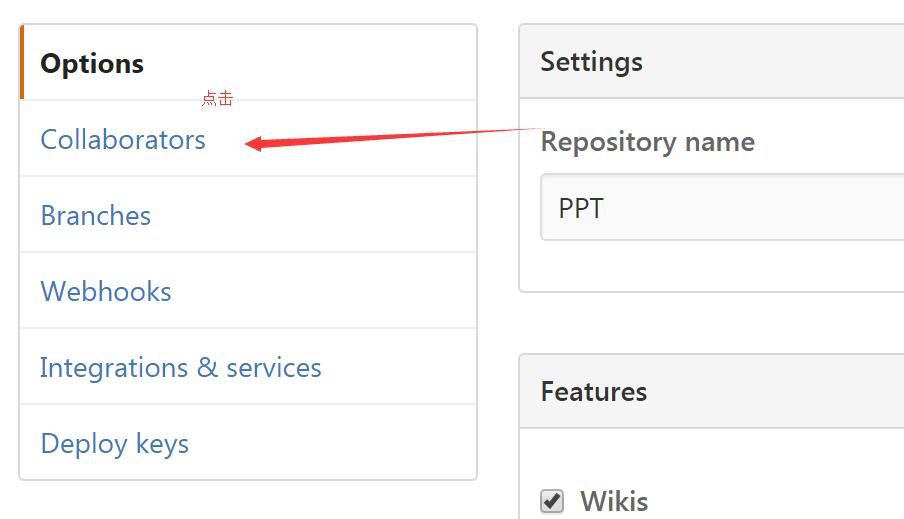 Options
点击
Collaborators
Branches
Webhooks
Integrations & services
Deploy keys
Settings
Repository name
PPT
Features
Wikis